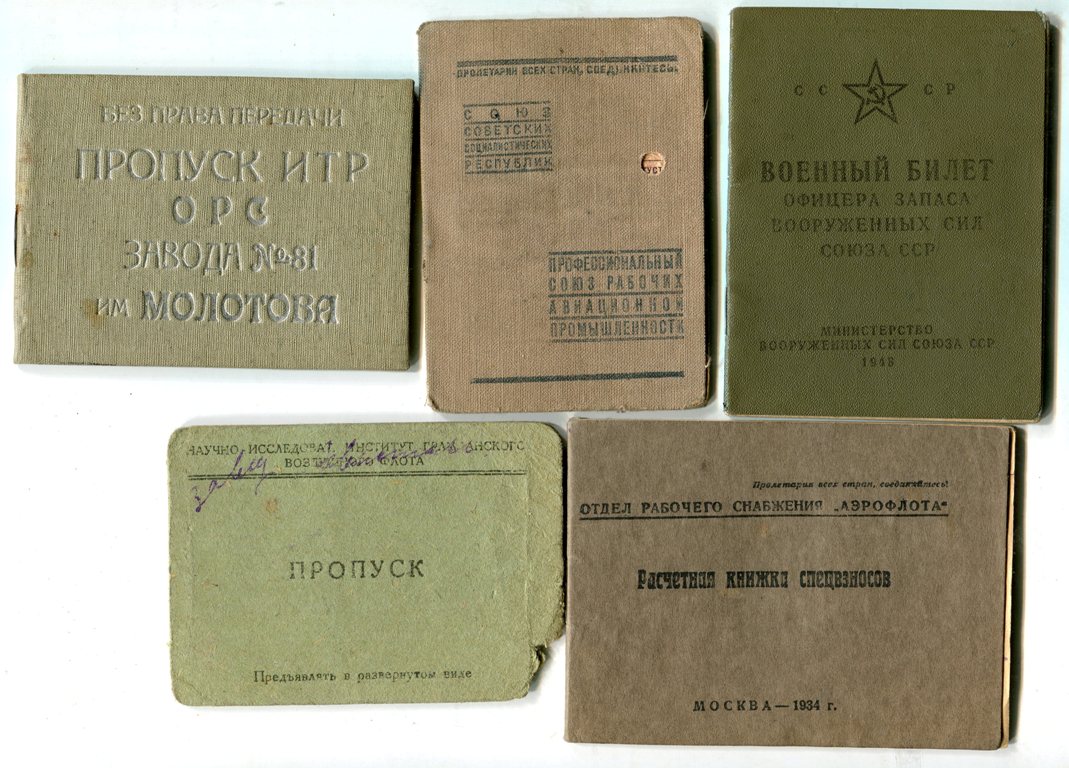 БЕЗ ПРАВА ПЕРЕДАЧИ
ПРОПУСК ИТР
ОРС
ЗАВОДА №81
ИМ МОЛОТОВА
ПРОЛЕТАРИИ ВСЕХ СТРАН, СОЕДИНЯЙТЕСЬ
СОЮЗ
СОВЕТСКИХ
СОЦИАЛИСТИЧЕСКИХ
РЕСПУБЛИК
УСТ
ПРОФЕССИОНАЛЬНЫЙ
СОЮЗ РАБОЧИХ
АВИАЦИОННОЙ
ПРОМЫШЛЕННОСТИ
СССР
ВОЕННЫЙ БИЛЕТ
ОФИЦЕРА ЗАПАСА
ВООРУЖЕННЫХ СИЛ
СОЮЗА ССР
МИНИСТЕРСТВО
ВООРУЖЕННЫХ СИЛ СОЮЗА ССР
1948
НАУЧНО ИССЛЕДОВАТ. ИНСТИТУТ ГРАЖДАНСКОГО
ВОЗДУШНОГО ФЛОТА
ПРОПУСК
Предъявлять в развернутом виде
Пролетарии всех стран, соединяйтесь!
ОТДЕЛ РАБОЧЕГО СНАБЖЕНИЯ „АЭРОФЛОТА"
Расчетная книжка спецвзносов
МОСКВА — 1934 г.